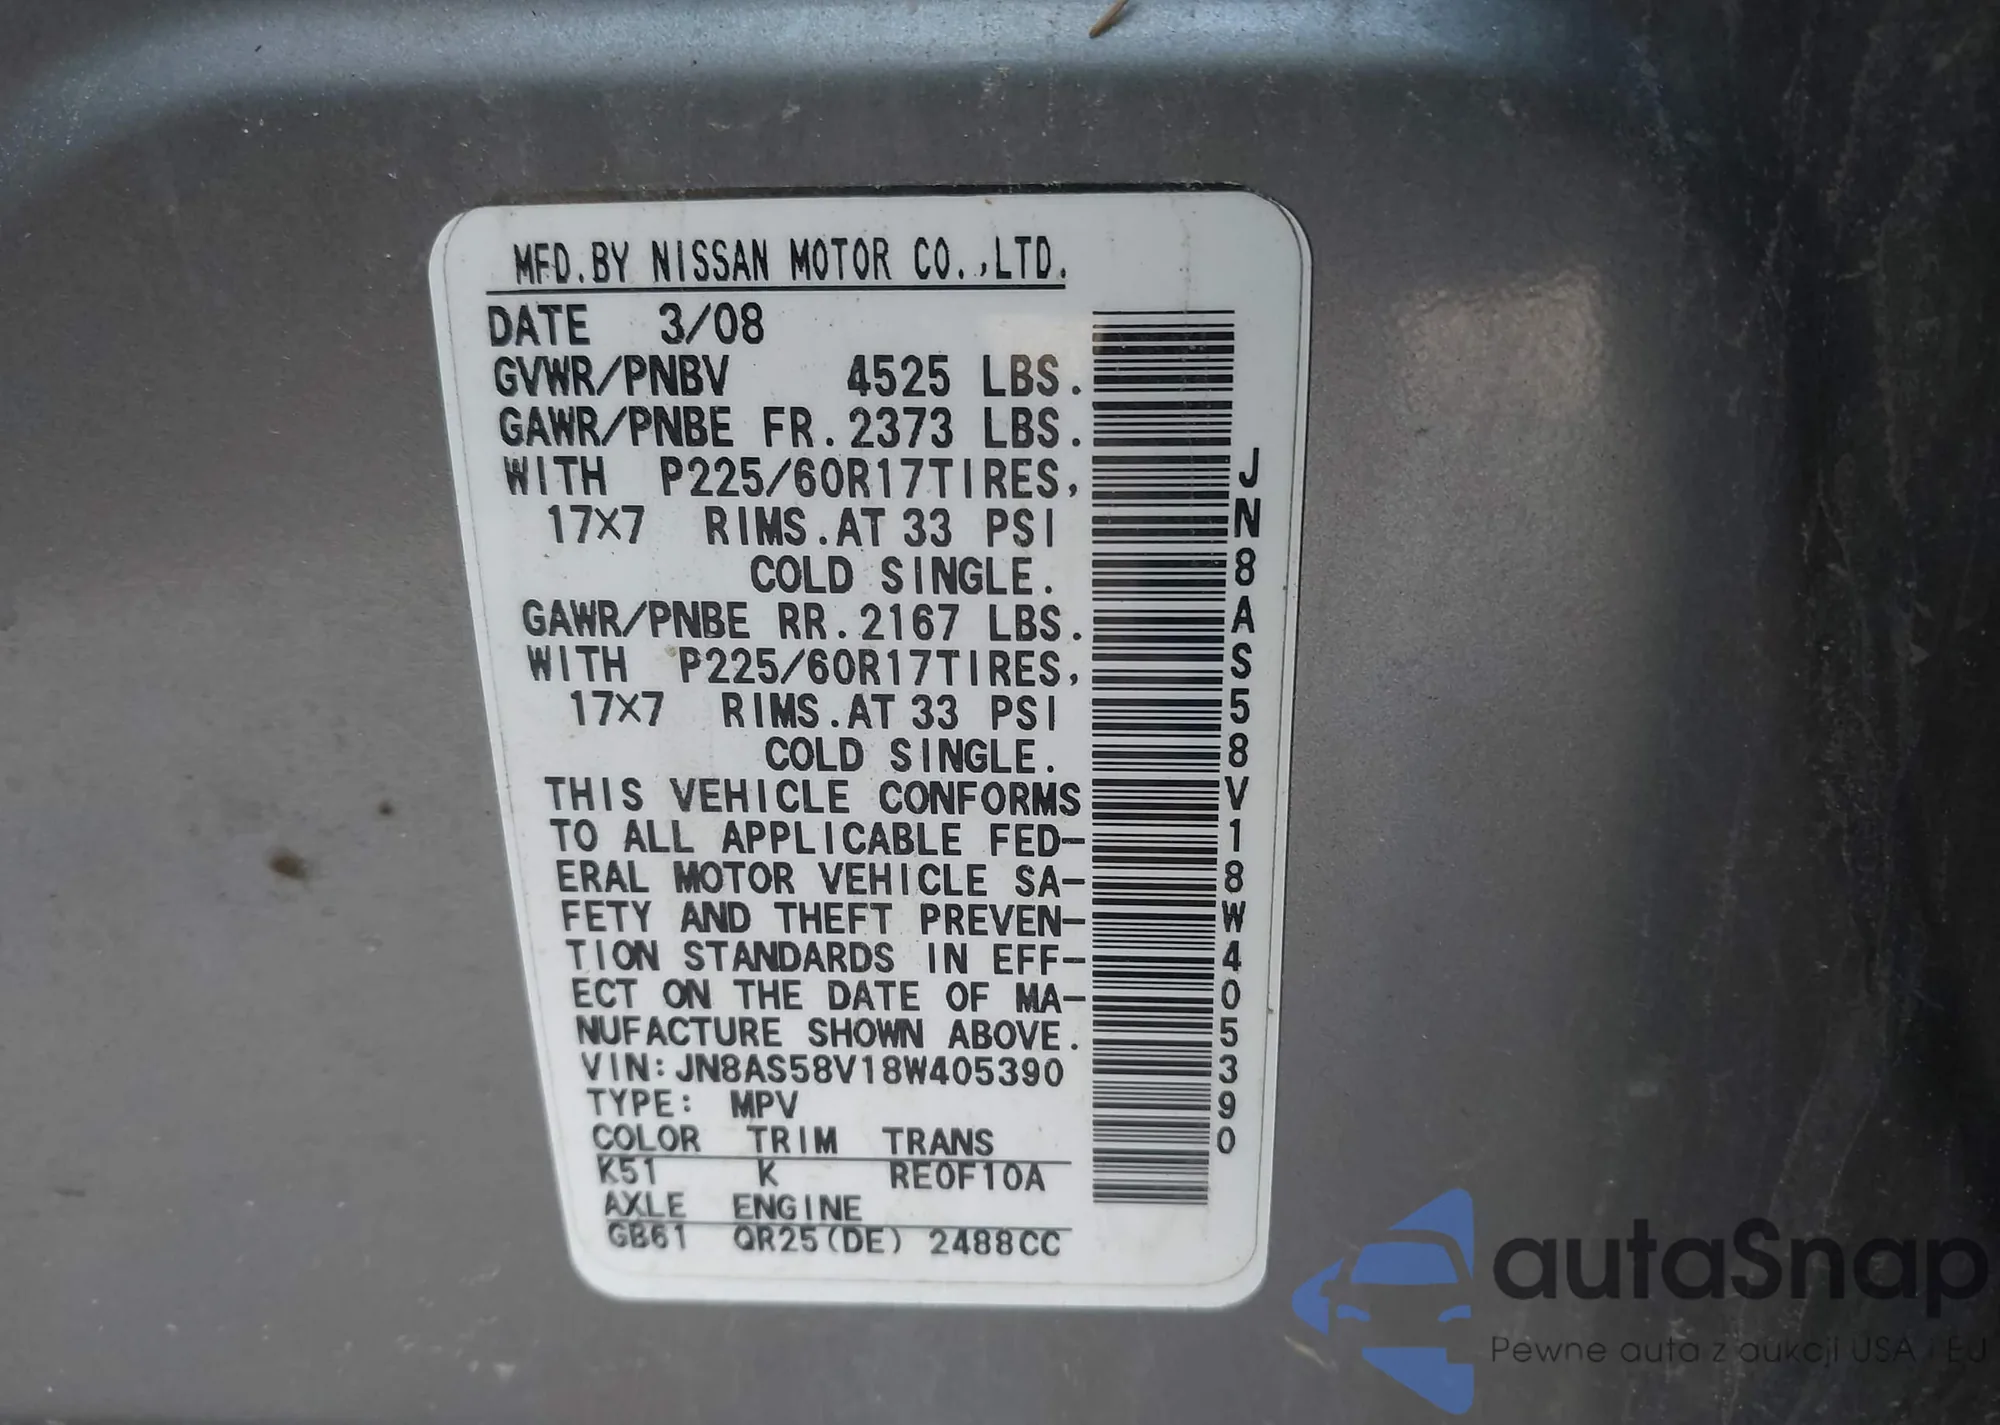 MFD.BY NISSAN MOTOR CO.,LTD.
DATE 3/08
GVWR/PNBV 4525 LBS.
GAWR/PNBE FR.2373 LBS.
WITH P225/60R17TIRES,
17X7 RIMS.AT 33 PSI
COLD SINGLE.
GAWR/PNBE RR.2167 LBS.
WITH P225/60R17TIRES,
17X7 RIMS.AT 33 PSI
COLD SINGLE.
THIS VEHICLE CONFORMS
TO ALL APPLICABLE FED-
ERAL MOTOR VEHICLE SA-
FETY AND THEFT PREVEN-
TION STANDARDS IN EFF-
ECT ON THE DATE OF MA-
NUFACTURE SHOWN ABOVE.
VIN:JN8AS58V18W405390
TYPE: MPV
COLOR TRIM TRANS
K51 K RE0F10A
AXLE ENGINE
GB61 QR25(DE) 2488CC
JN8AS58V18W405390
autaSnap
Pewne auta z aukcji USA i EU